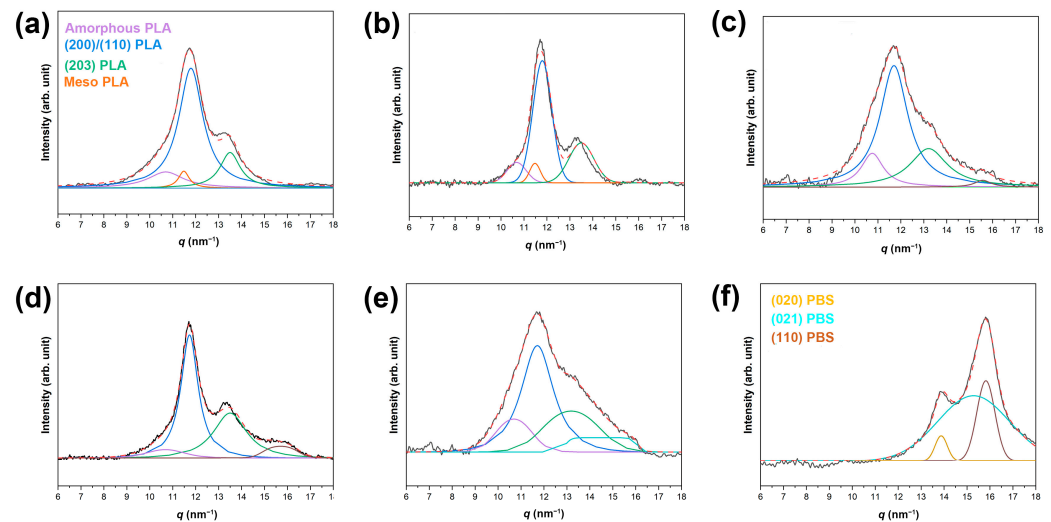 (a)
Amorphous PLA
(200)/(110) PLA
(203) PLA
Meso PLA
Intensity (arb. unit)
6 7 8 9 10 11 12 13 14 15 16 17 18
q (nm⁻¹)
(b)
Intensity (arb. unit)
6 7 8 9 10 11 12 13 14 15 16 17 18
q (nm⁻¹)
(c)
Intensity (arb. unit)
6 7 8 9 10 11 12 13 14 15 16 17 18
q (nm⁻¹)
(d)
Intensity (arb. unit)
6 7 8 9 10 11 12 13 14 15 16 17
q (nm⁻¹)
(e)
Intensity (arb. unit)
6 7 8 9 10 11 12 13 14 15 16 17 18
q (nm⁻¹)
(f)
(020) PBS
(021) PBS
(110) PBS
Intensity (arb. unit)
6 7 8 9 10 11 12 13 14 15 16 17 18
q (nm⁻¹)